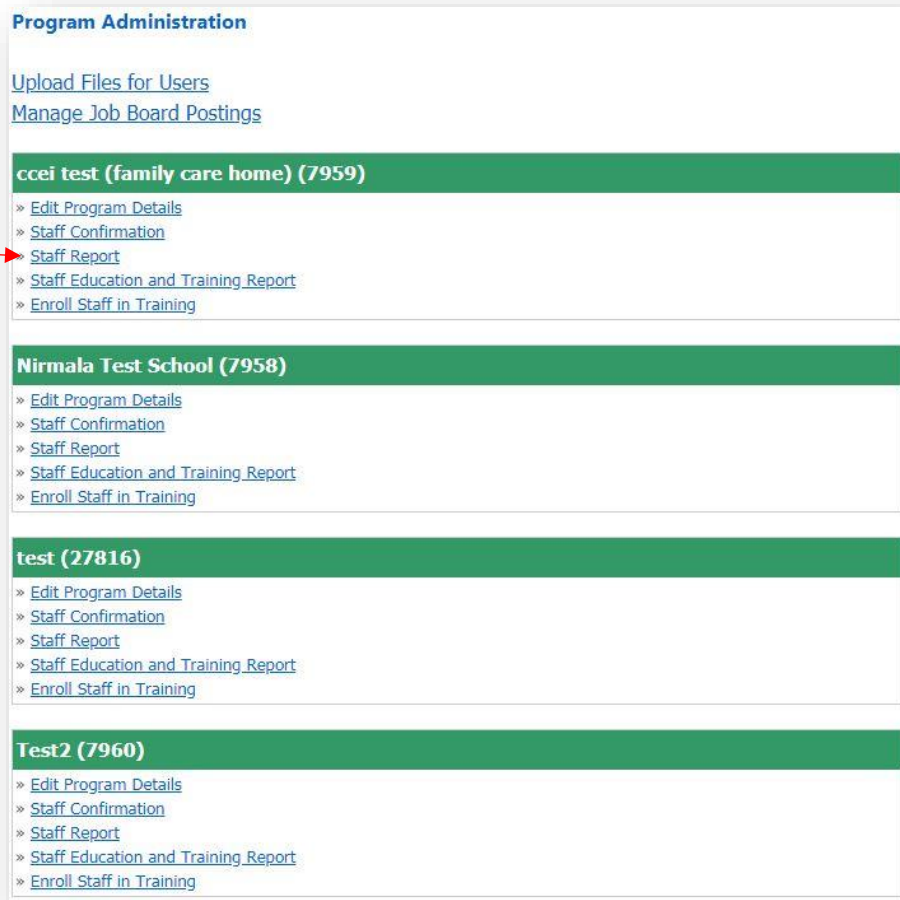 Program Administration
Upload Files for Users
Manage Job Board Postings
ccei test (family care home) (7959)
» Edit Program Details
» Staff Confirmation
» Staff Report
» Staff Education and Training Report
» Enroll Staff in Training
Nirmala Test School (7958)
» Edit Program Details
» Staff Confirmation
» Staff Report
» Staff Education and Training Report
» Enroll Staff in Training
test (27816)
» Edit Program Details
» Staff Confirmation
» Staff Report
» Staff Education and Training Report
» Enroll Staff in Training
Test2 (7960)
» Edit Program Details
» Staff Confirmation
» Staff Report
» Staff Education and Training Report
» Enroll Staff in Training